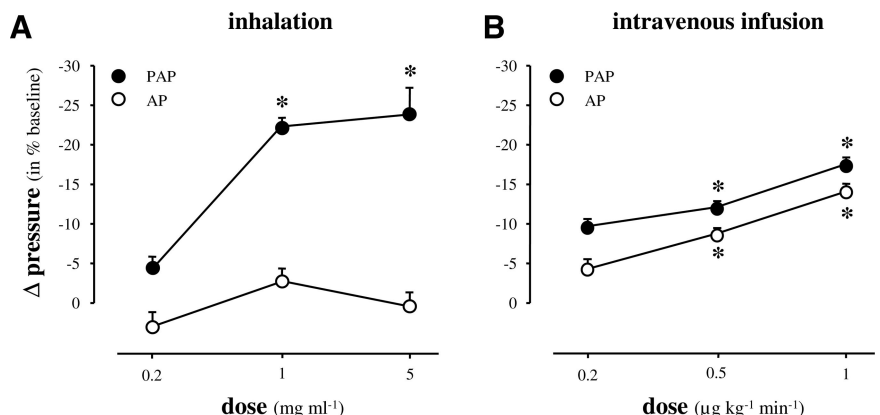 A
inhalation
Δ pressure (in % baseline)
-30
-25
-20
-15
-10
-5
0
PAP
AP
*
*
0.2
1
5
dose (mg ml-1)
B
intravenous infusion
-30
-25
-20
-15
-10
-5
0
PAP
AP
*
*
*
*
0.2
0.5
1
dose (µg kg-1 min-1)